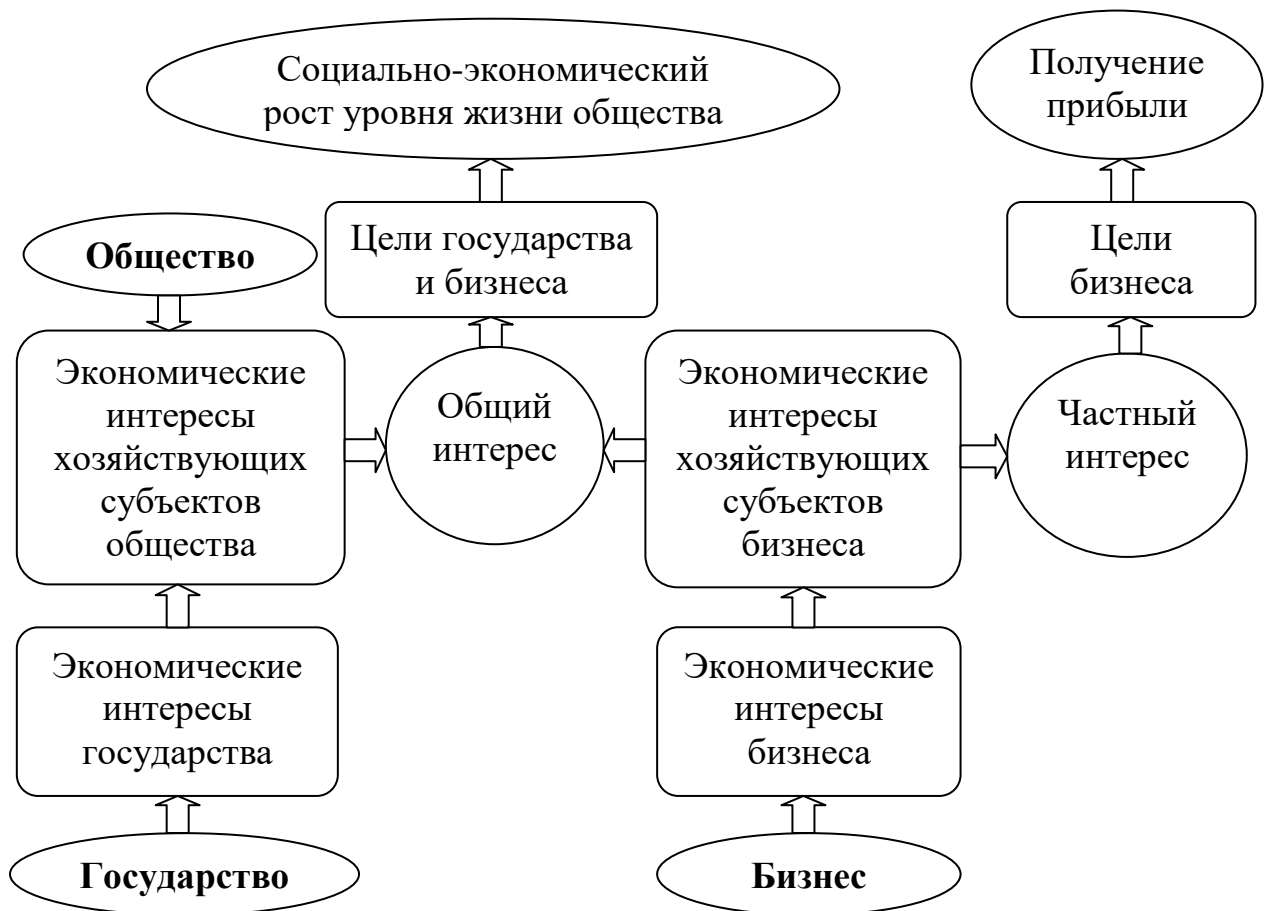 Социально-экономический
рост уровня жизни общества
Получение
прибыли
Общество
Цели государства
и бизнеса
Цели
бизнеса
Экономические
интересы
хозяйствующих
субъектов
общества
Общий
интерес
Экономические
интересы
хозяйствующих
субъектов
бизнеса
Частный
интерес
Экономические
интересы
государства
Экономические
интересы
бизнеса
Государство
Бизнес